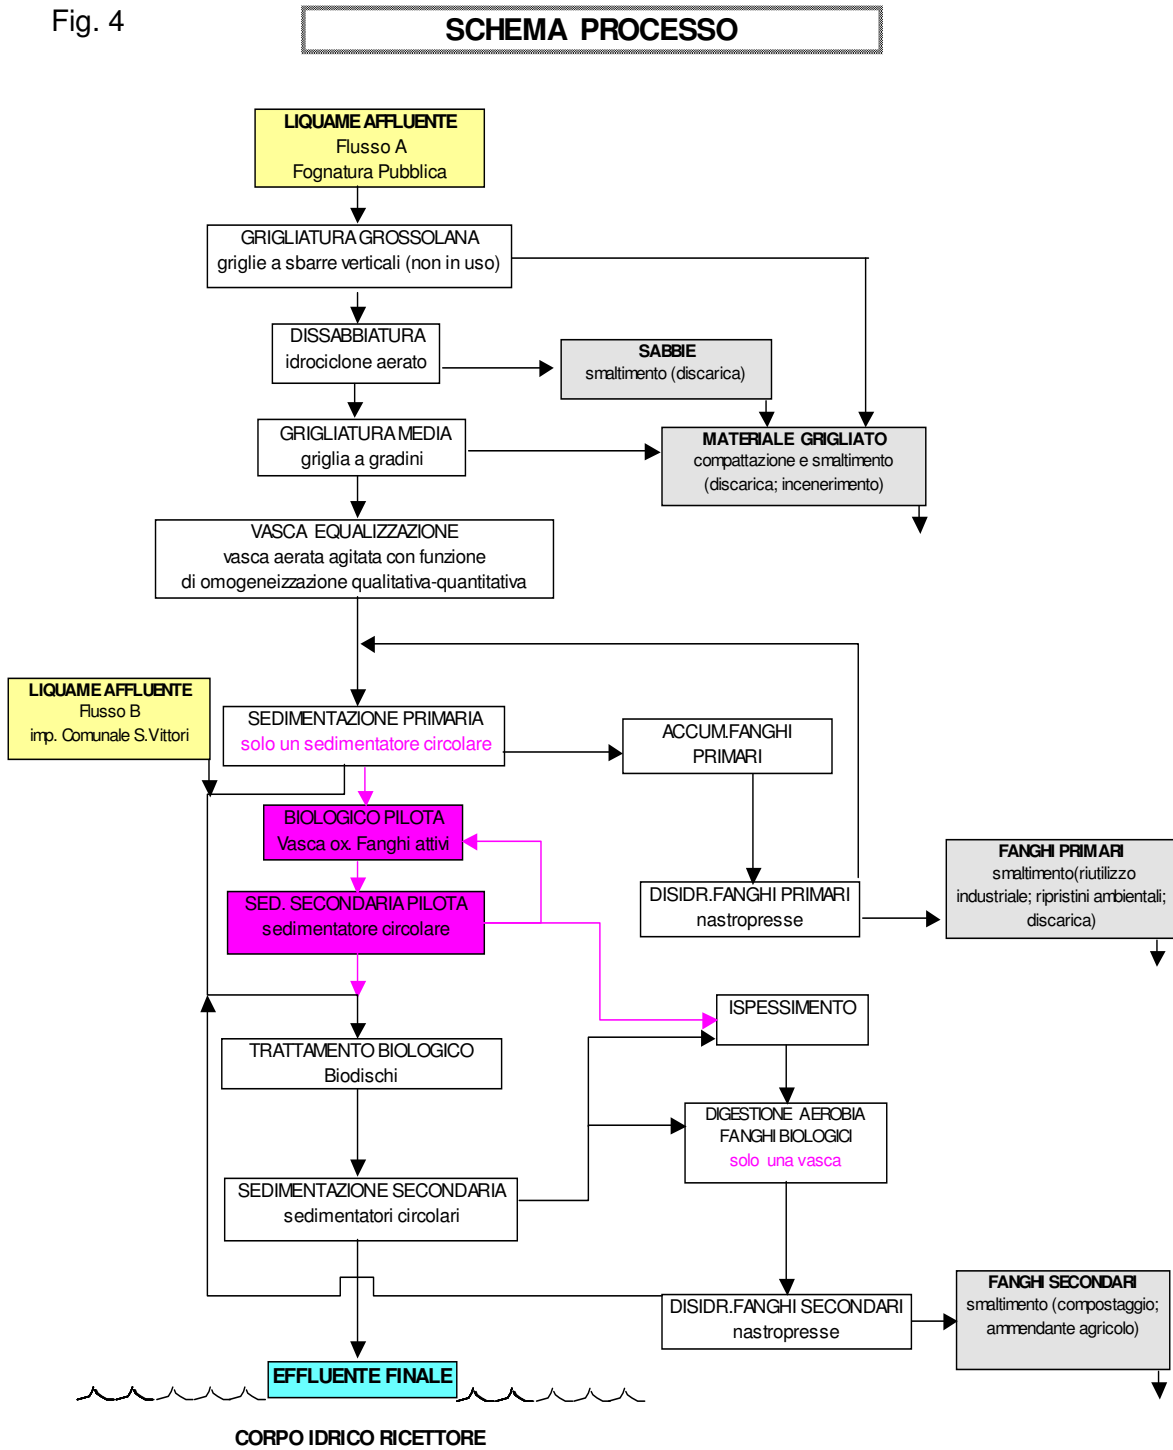 Fig. 4
SCHEMA PROCESSO
LIQUAME AFFLUENTE
Flusso A
Fognatura Pubblica
GRIGLIATURA GROSSOLANA
griglie a sbarre verticali (non in uso)
DISSABBIATURA
idrociclone aerato
SABBIE
smaltimento (discarica)
GRIGLIATURA MEDIA
griglia a gradini
MATERIALE GRIGLIATO
compattazione e smaltimento
(discarica; incenerimento)
VASCA EQUALIZZAZIONE
vasca aerata agitata con funzione
di omogeneizzazione qualitativa-quantitativa
LIQUAME AFFLUENTE
Flusso B
imp. Comunale S.Vittori
SEDIMENTAZIONE PRIMARIA
solo un sedimentatore circolare
ACCUM.FANGHI
PRIMARI
BIOLOGICO PILOTA
Vasca ox. Fanghi attivi
FANGHI PRIMARI
smaltimento(riutilizzo
industriale; ripristini ambientali;
discarica)
DISIDR.FANGHI PRIMARI
nastropresse
SED. SECONDARIA PILOTA
sedimentatore circolare
ISPESSIMENTO
TRATTAMENTO BIOLOGICO
Biodischi
DIGESTIONE AEROBIA
FANGHI BIOLOGICI
solo una vasca
SEDIMENTAZIONE SECONDARIA
sedimentatori circolari
FANGHI SECONDARI
smaltimento (compostaggio;
ammendante agricolo)
DISIDR.FANGHI SECONDARI
nastropresse
EFFLUENTE FINALE
CORPO IDRICO RICETTORE